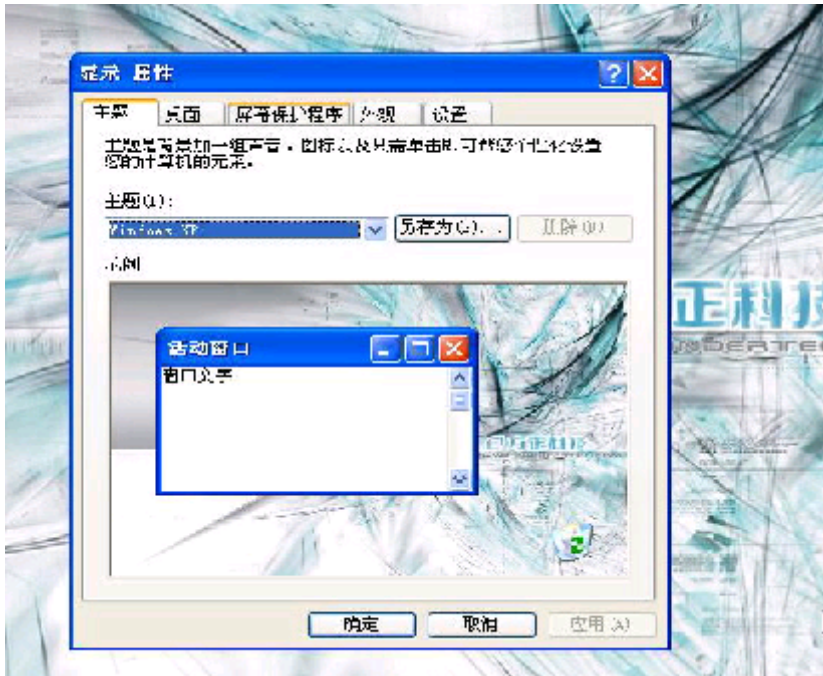 显示 属性
主题 桌面 屏幕保护程序 外观 设置
主题是背景加一组声音，图标以及只需单击即可帮您个性化设置
您的计算机的元素。
主题(T):
Windows XP 另存为(S)... 删除(D)
示例
正科技
活动窗口
窗口文字
确定 取消 应用(A)